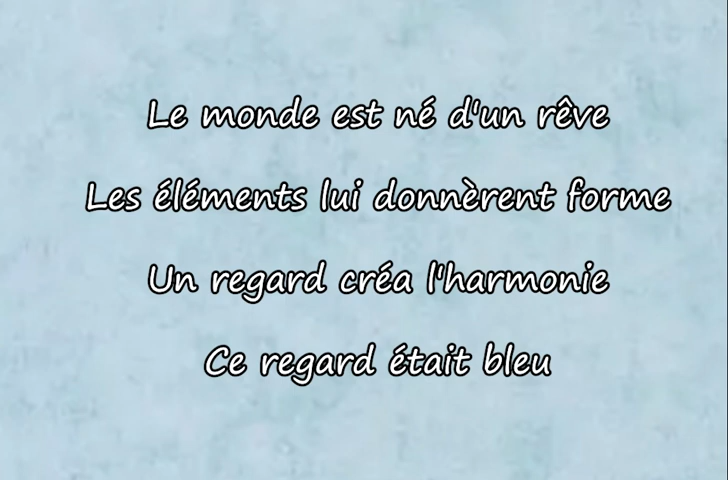 Le monde est né d'un rêve
Les éléments lui donnèrent forme
Un regard créa l'harmonie
Ce regard était bleu